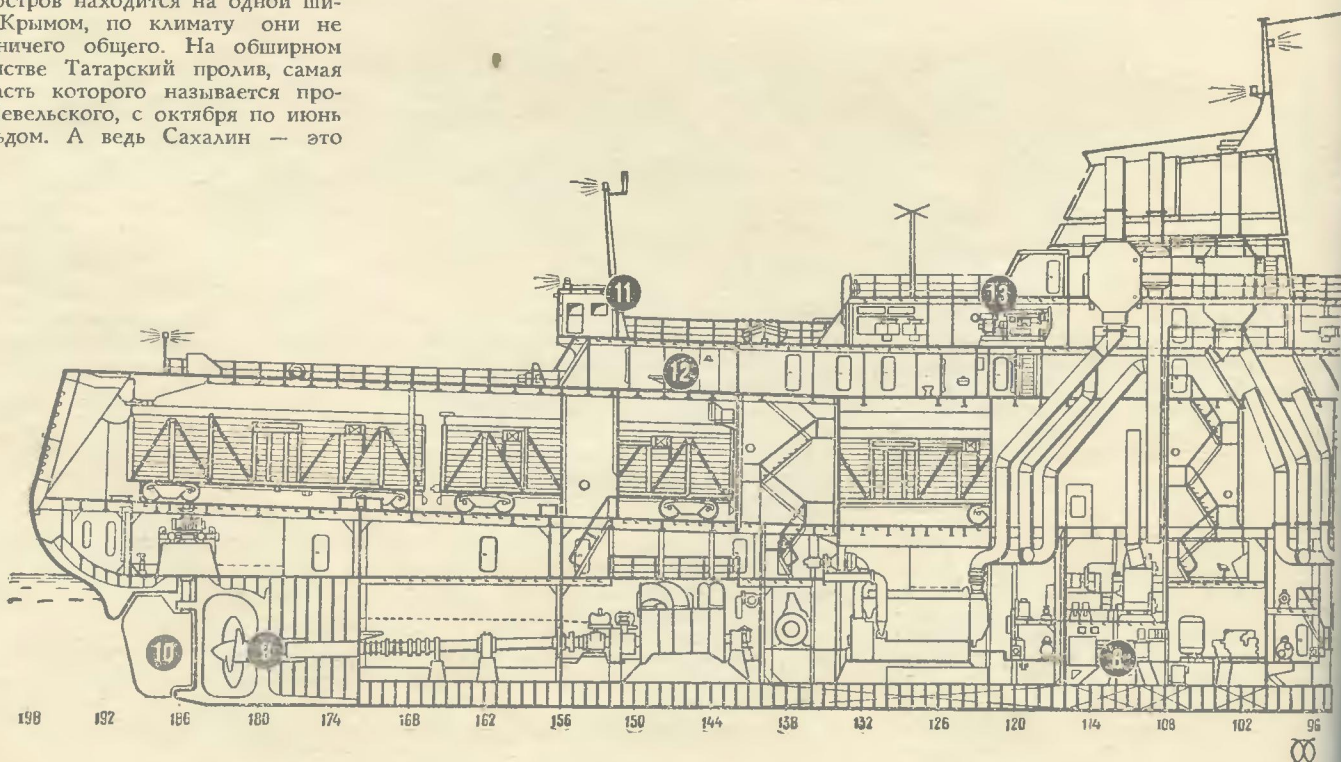 остров находится на одной ши-
Крымом, по климату они не
ничего общего. На обширном
нстве Татарский пролив, самая
асть которого называется про-
евельского, с октября по июнь
ьдом. А ведь Сахалин — это
11
13
12
10
8
198 192 186 180 174 168 162 156 150 144 138 132 126 120 114 108 102 96